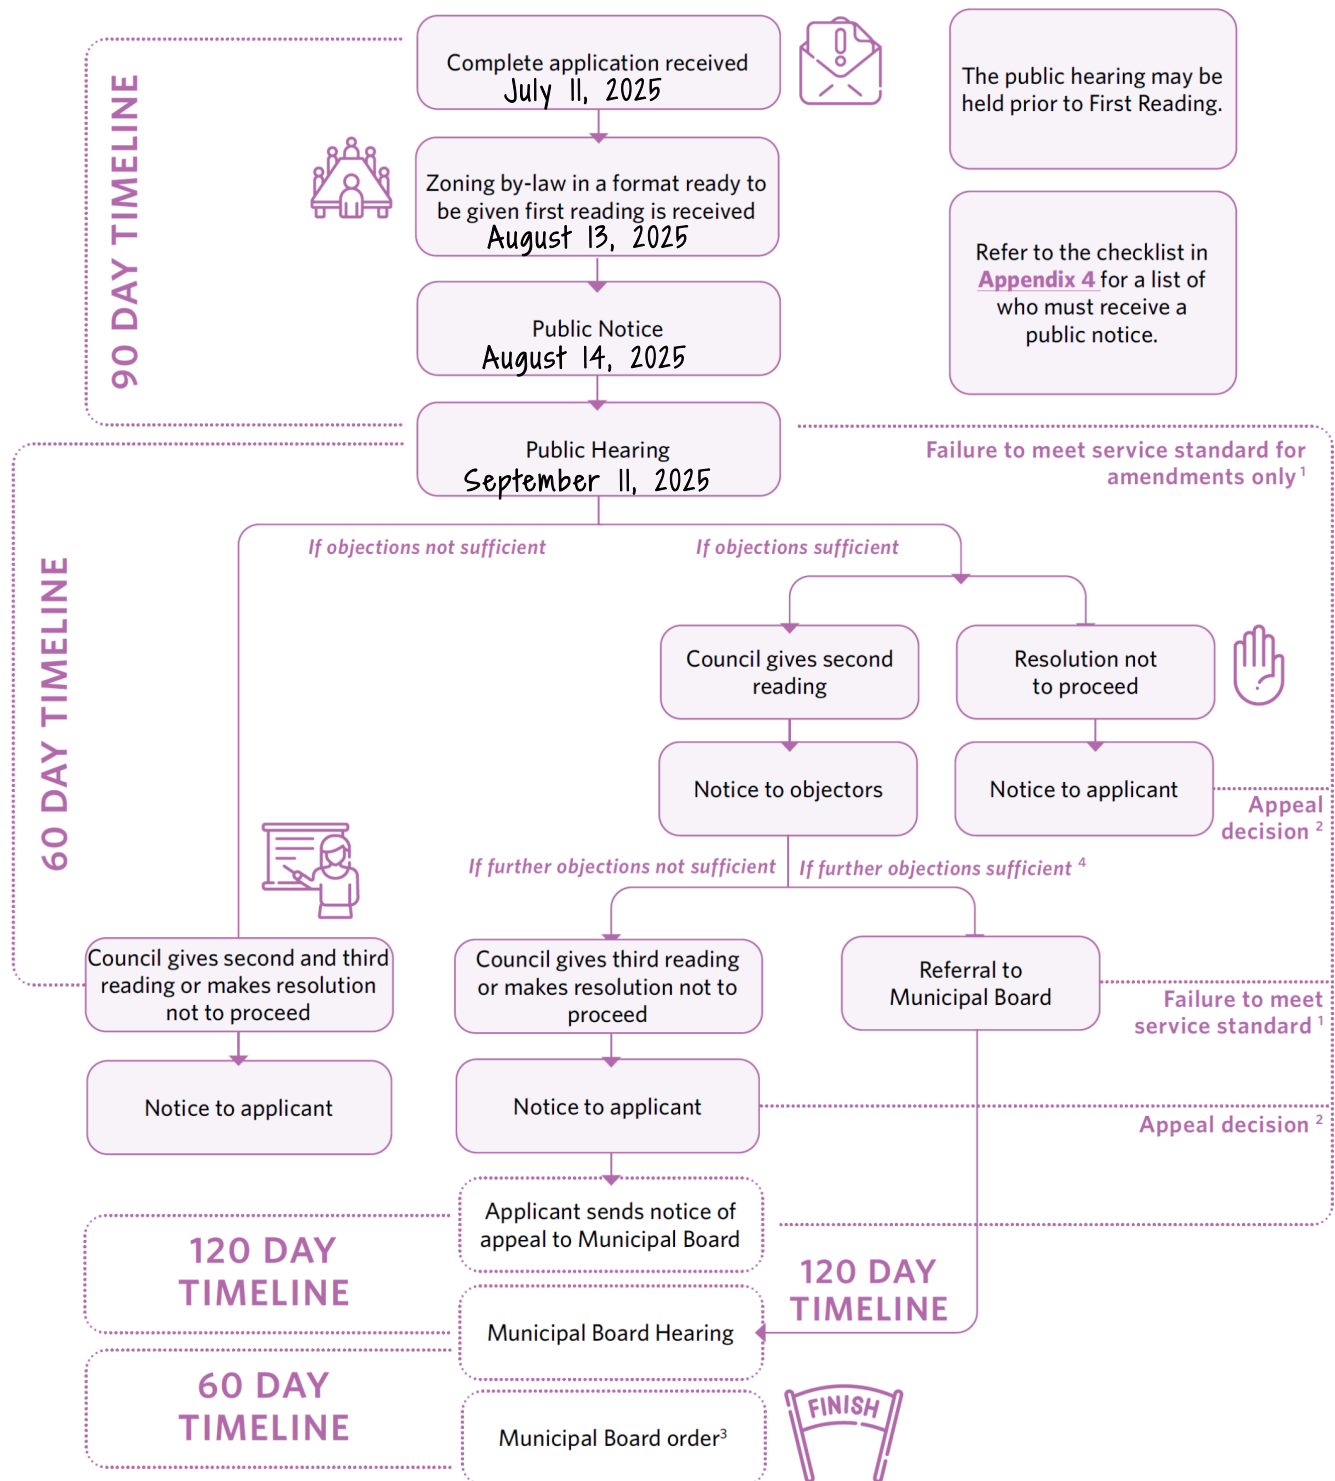 Complete application received
July 11, 2025
The public hearing may be
held prior to First Reading.
90 DAY TIMELINE
Zoning by-law in a format ready to
be given first reading is received
August 13, 2025
Refer to the checklist in
Appendix 4 for a list of
who must receive a
public notice.
Public Notice
August 14, 2025
Public Hearing
September 11, 2025
Failure to meet service standard for
amendments only 1
60 DAY TIMELINE
If objections not sufficient
If objections sufficient
Council gives second
reading
Resolution not
to proceed
Notice to objectors
Notice to applicant
Appeal
decision 2
If further objections not sufficient
If further objections sufficient 4
Council gives second and third
reading or makes resolution
not to proceed
Council gives third reading
or makes resolution not to
proceed
Referral to
Municipal Board
Failure to meet
service standard 1
Notice to applicant
Notice to applicant
Appeal decision 2
Applicant sends notice of
appeal to Municipal Board
120 DAY
TIMELINE
120 DAY
TIMELINE
Municipal Board Hearing
60 DAY
TIMELINE
Municipal Board order3
FINISH